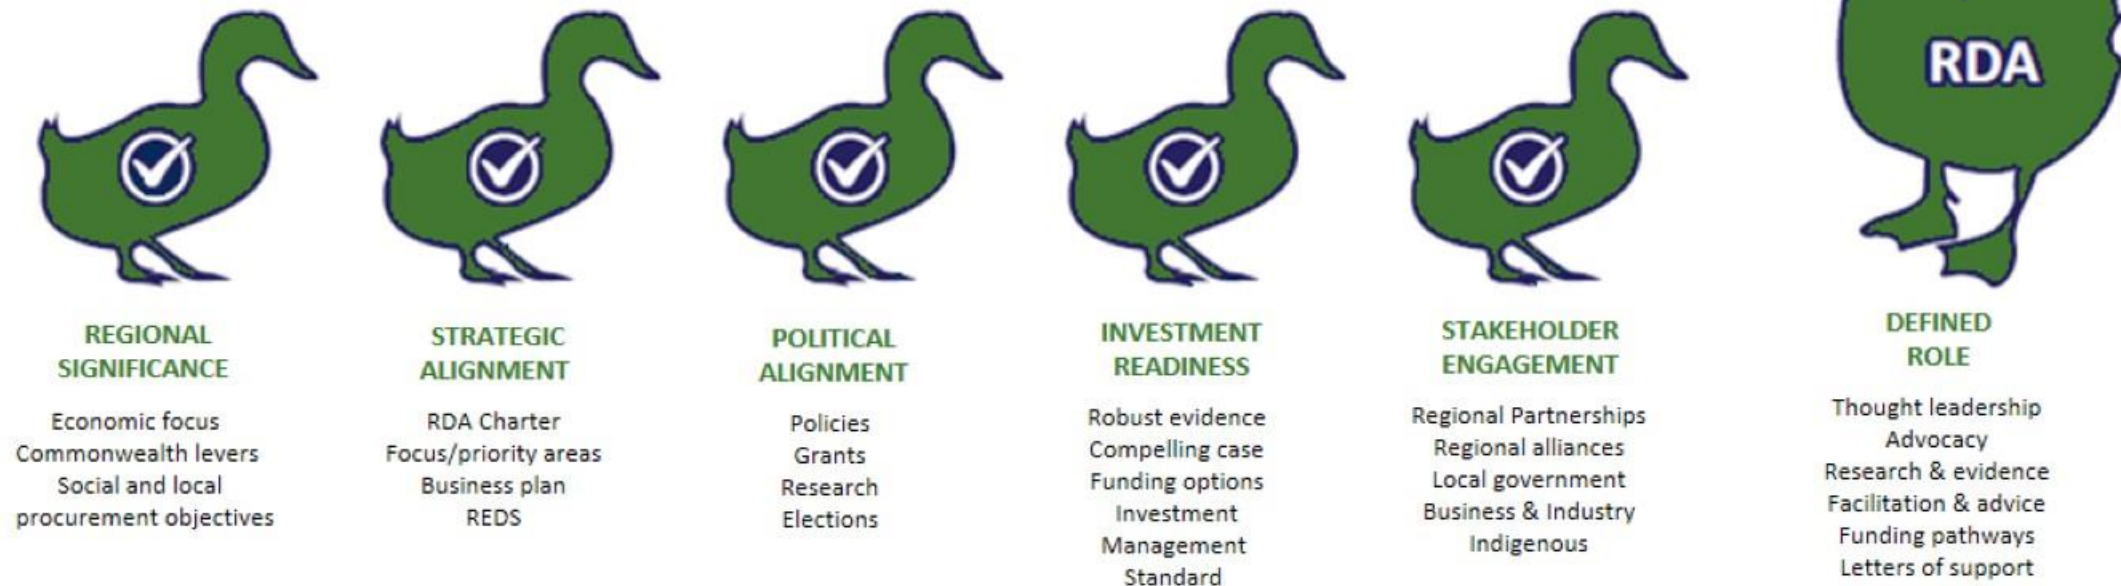 RDA
REGIONAL
SIGNIFICANCE
Economic focus
Commonwealth levers
Social and local
procurement objectives
STRATEGIC
ALIGNMENT
RDA Charter
Focus/priority areas
Business plan
REDS
POLITICAL
ALIGNMENT
Policies
Grants
Research
Elections
INVESTMENT
READINESS
Robust evidence
Compelling case
Funding options
Investment
Management
Standard
STAKEHOLDER
ENGAGEMENT
Regional Partnerships
Regional alliances
Local government
Business & Industry
Indigenous
DEFINED
ROLE
Thought leadership
Advocacy
Research & evidence
Facilitation & advice
Funding pathways
Letters of support